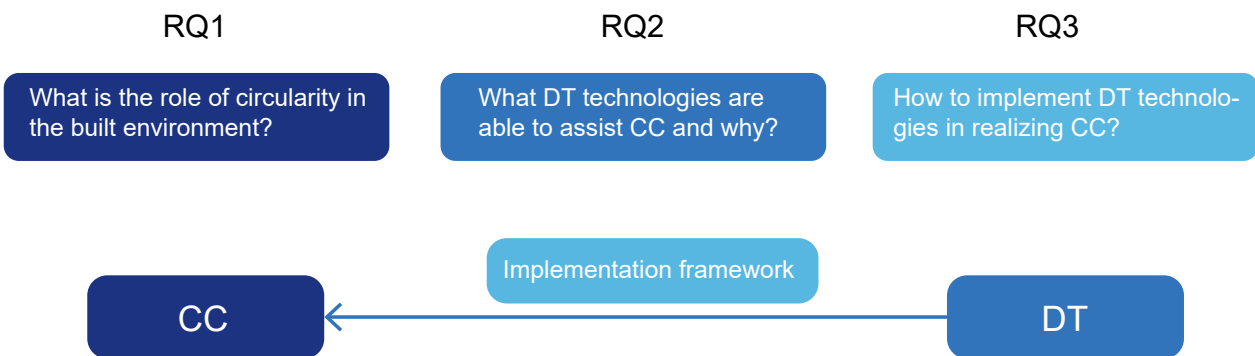 RQ1
RQ2
RQ3
What is the role of circularity in
the built environment?
What DT technologies are
able to assist CC and why?
How to implement DT technolo-
gies in realizing CC?
Implementation framework
CC
DT